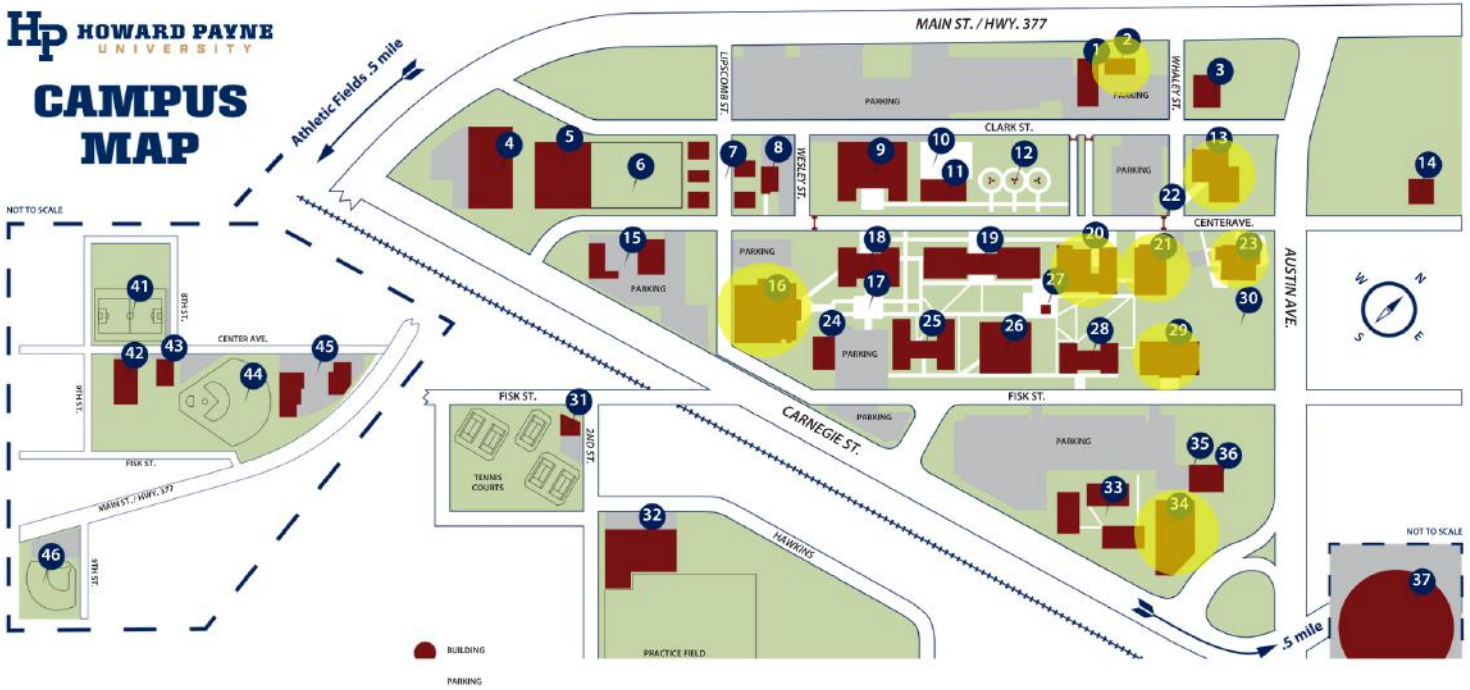 HP HOWARD PAYNE
UNIVERSITY
CAMPUS
MAP
Athletic Fields .5 mile
MAIN ST. / HWY. 377
LIPSCOMB ST.
WHALEY ST.
1
2
3
PARKING
PARKING
CLARK ST.
4
5
6
7
8
WESLEY ST.
9
10
11
12
PARKING
13
14
22
CENTERAVE.
NOT TO SCALE
15
PARKING
PARKING
16
17
18
19
20
21
23
AUSTIN AVE.
W
N
S
E
24
PARKING
25
26
27
28
29
30
41
8TH ST.
CENTER AVE.
42
43
44
45
9TH ST.
FISK ST.
MAIN ST. / HWY. 377
46
9TH ST.
FISK ST.
FISK ST.
31
2ND ST.
TENNIS
COURTS
CARNEGIE ST.
PARKING
PARKING
32
HAWKINS
33
34
35
36
NOT TO SCALE
37
.5 mile
PRACTICE FIELD
BUILDING
PARKING